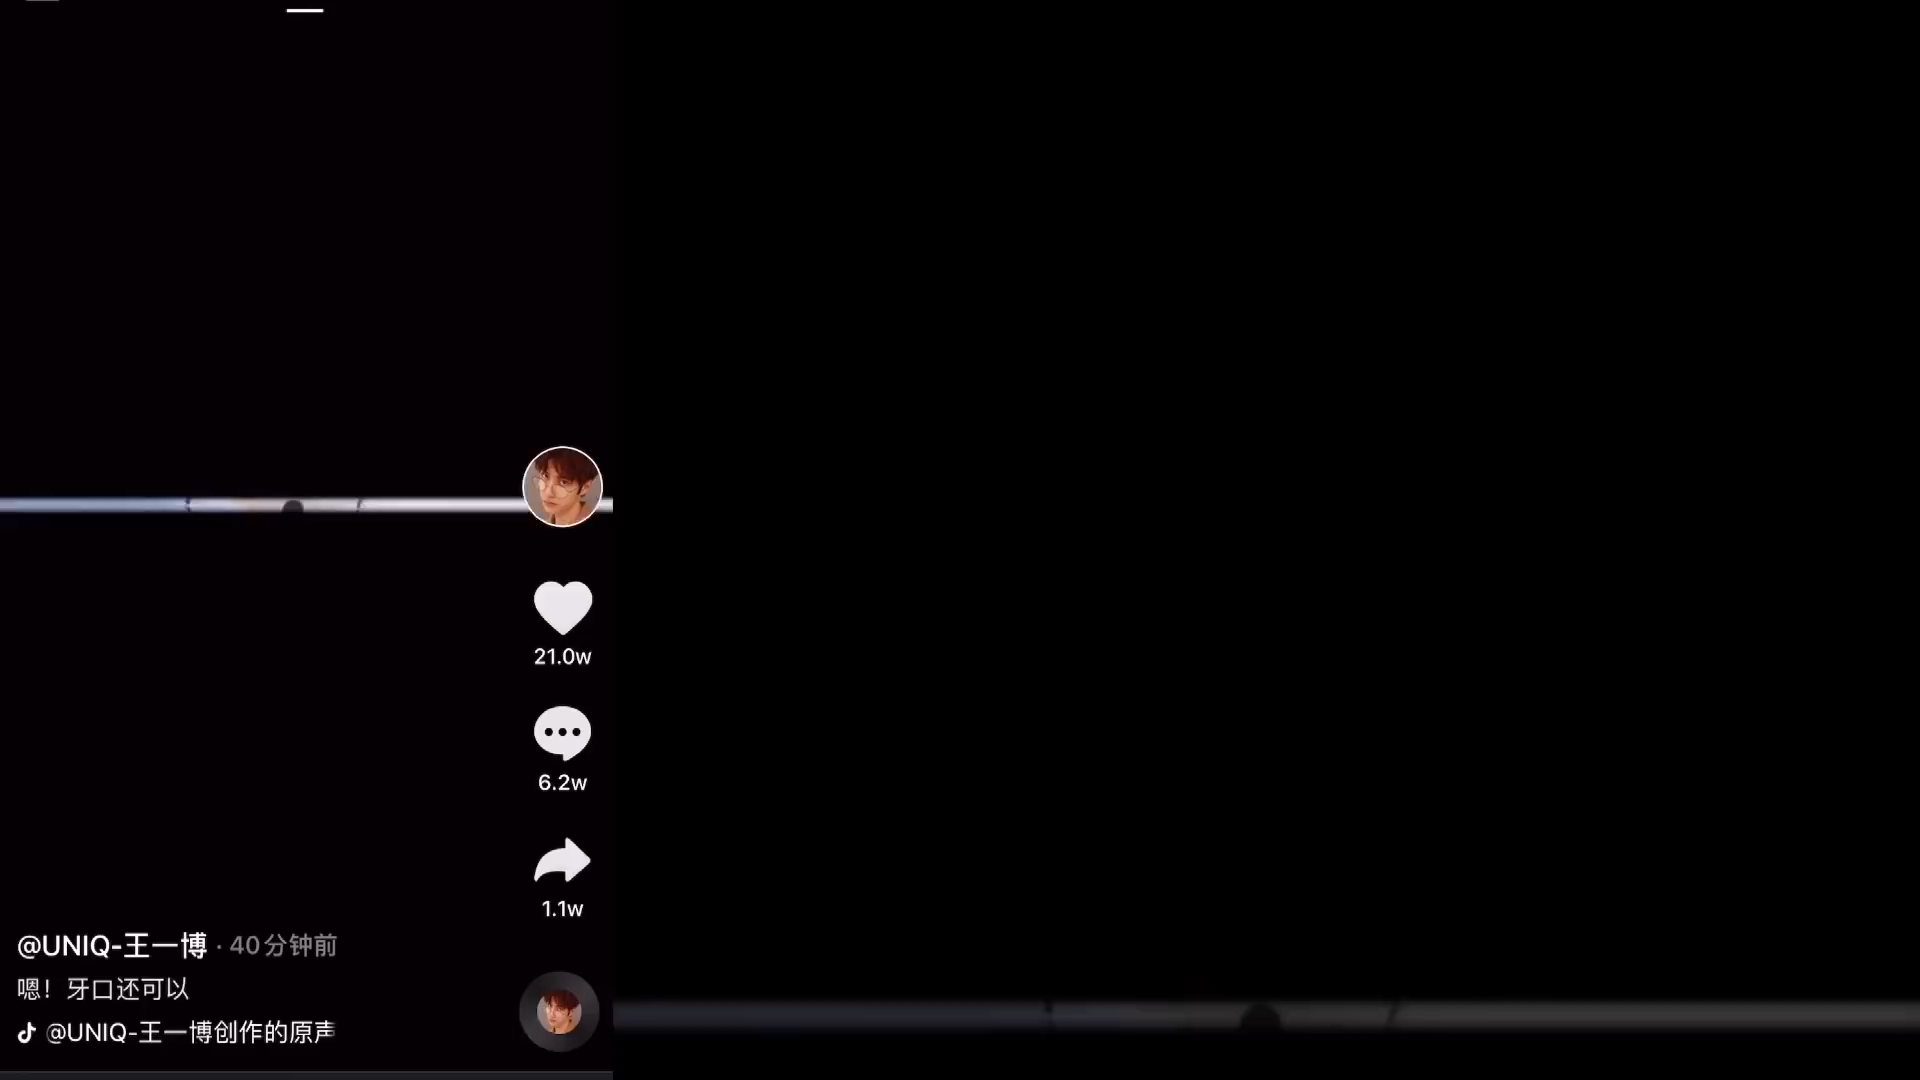 21.0w
6.2w
1.1w
@UNIQ-王一博 · 40分钟前
嗯！牙口还可以
@UNIQ-王一博创作的原声